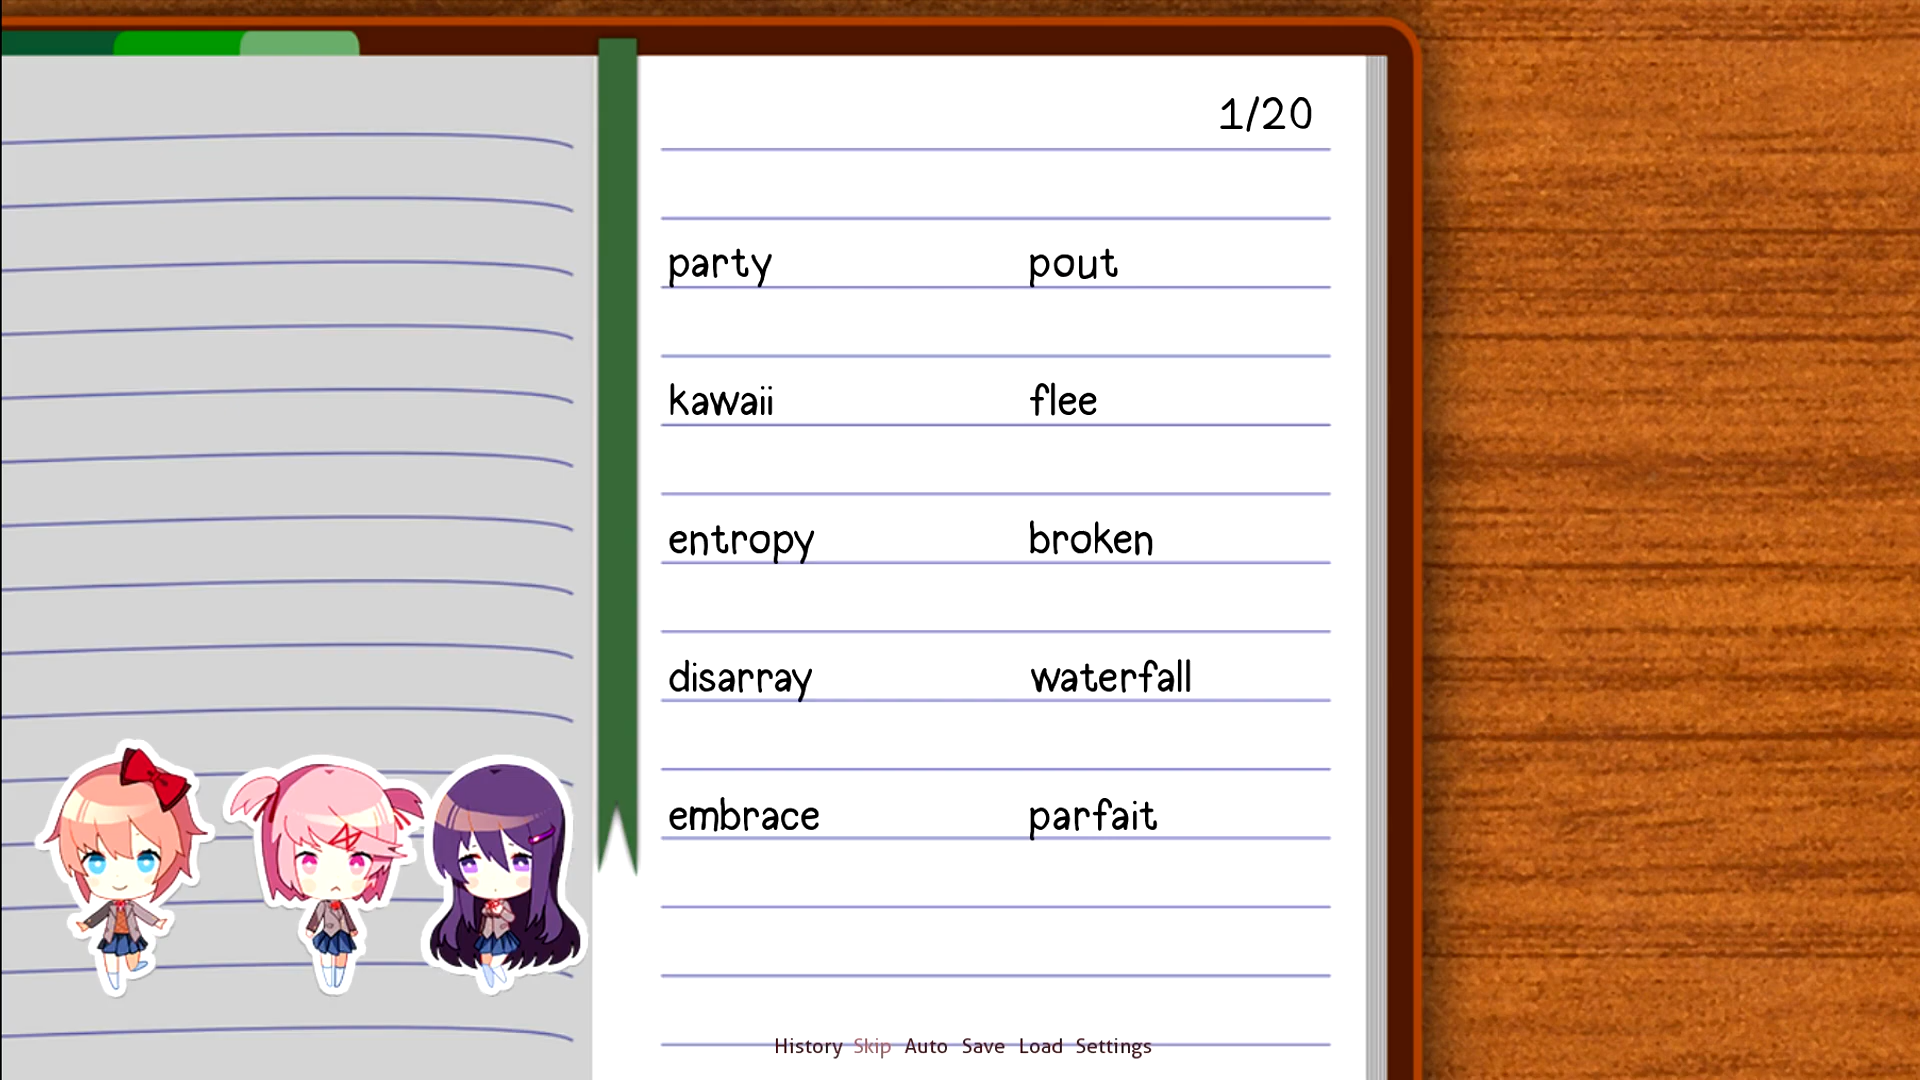 1/20
party pout
kawaii flee
entropy broken
disarray waterfall
embrace parfait
History Skip Auto Save Load Settings